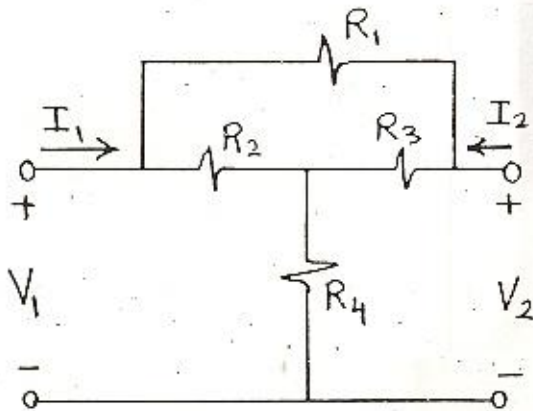 R1
I1
I2
R2
R3
+
+
V1
R4
V2
-
-